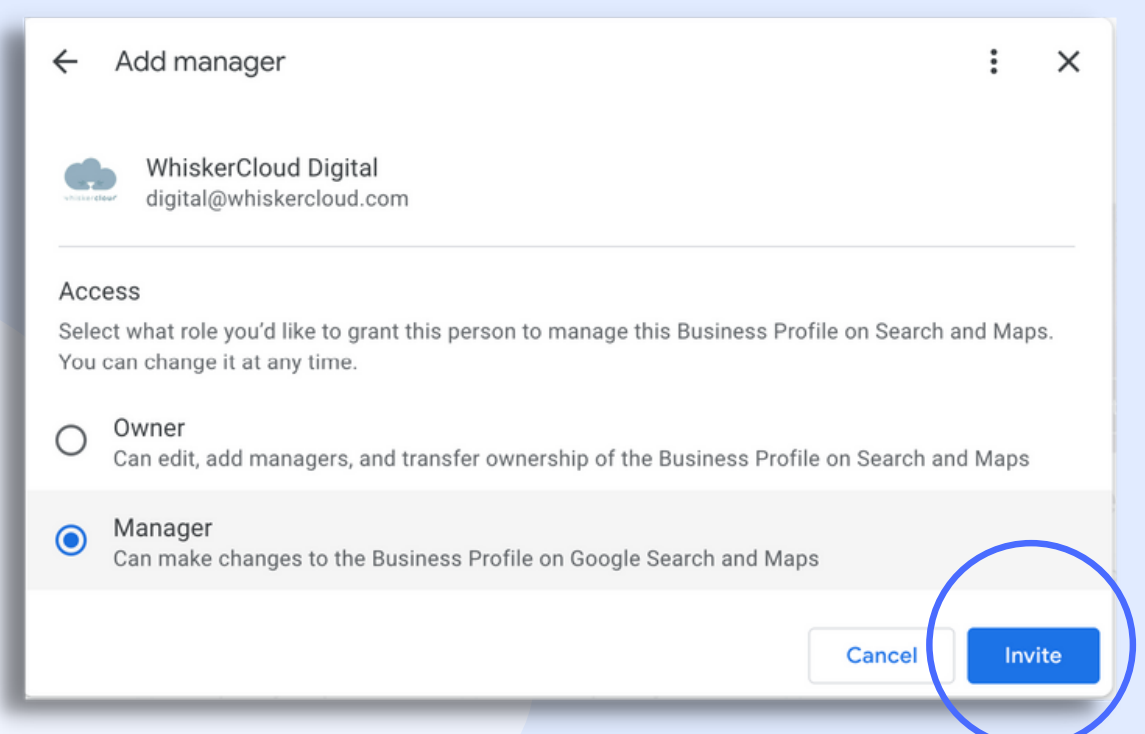 Add manager
WhiskerCloud Digital
whiskercloud
digital@whiskercloud.com
Access
Select what role you’d like to grant this person to manage this Business Profile on Search and Maps.
You can change it at any time.
Owner
Can edit, add managers, and transfer ownership of the Business Profile on Search and Maps
Manager
Can make changes to the Business Profile on Google Search and Maps
Cancel
Invite